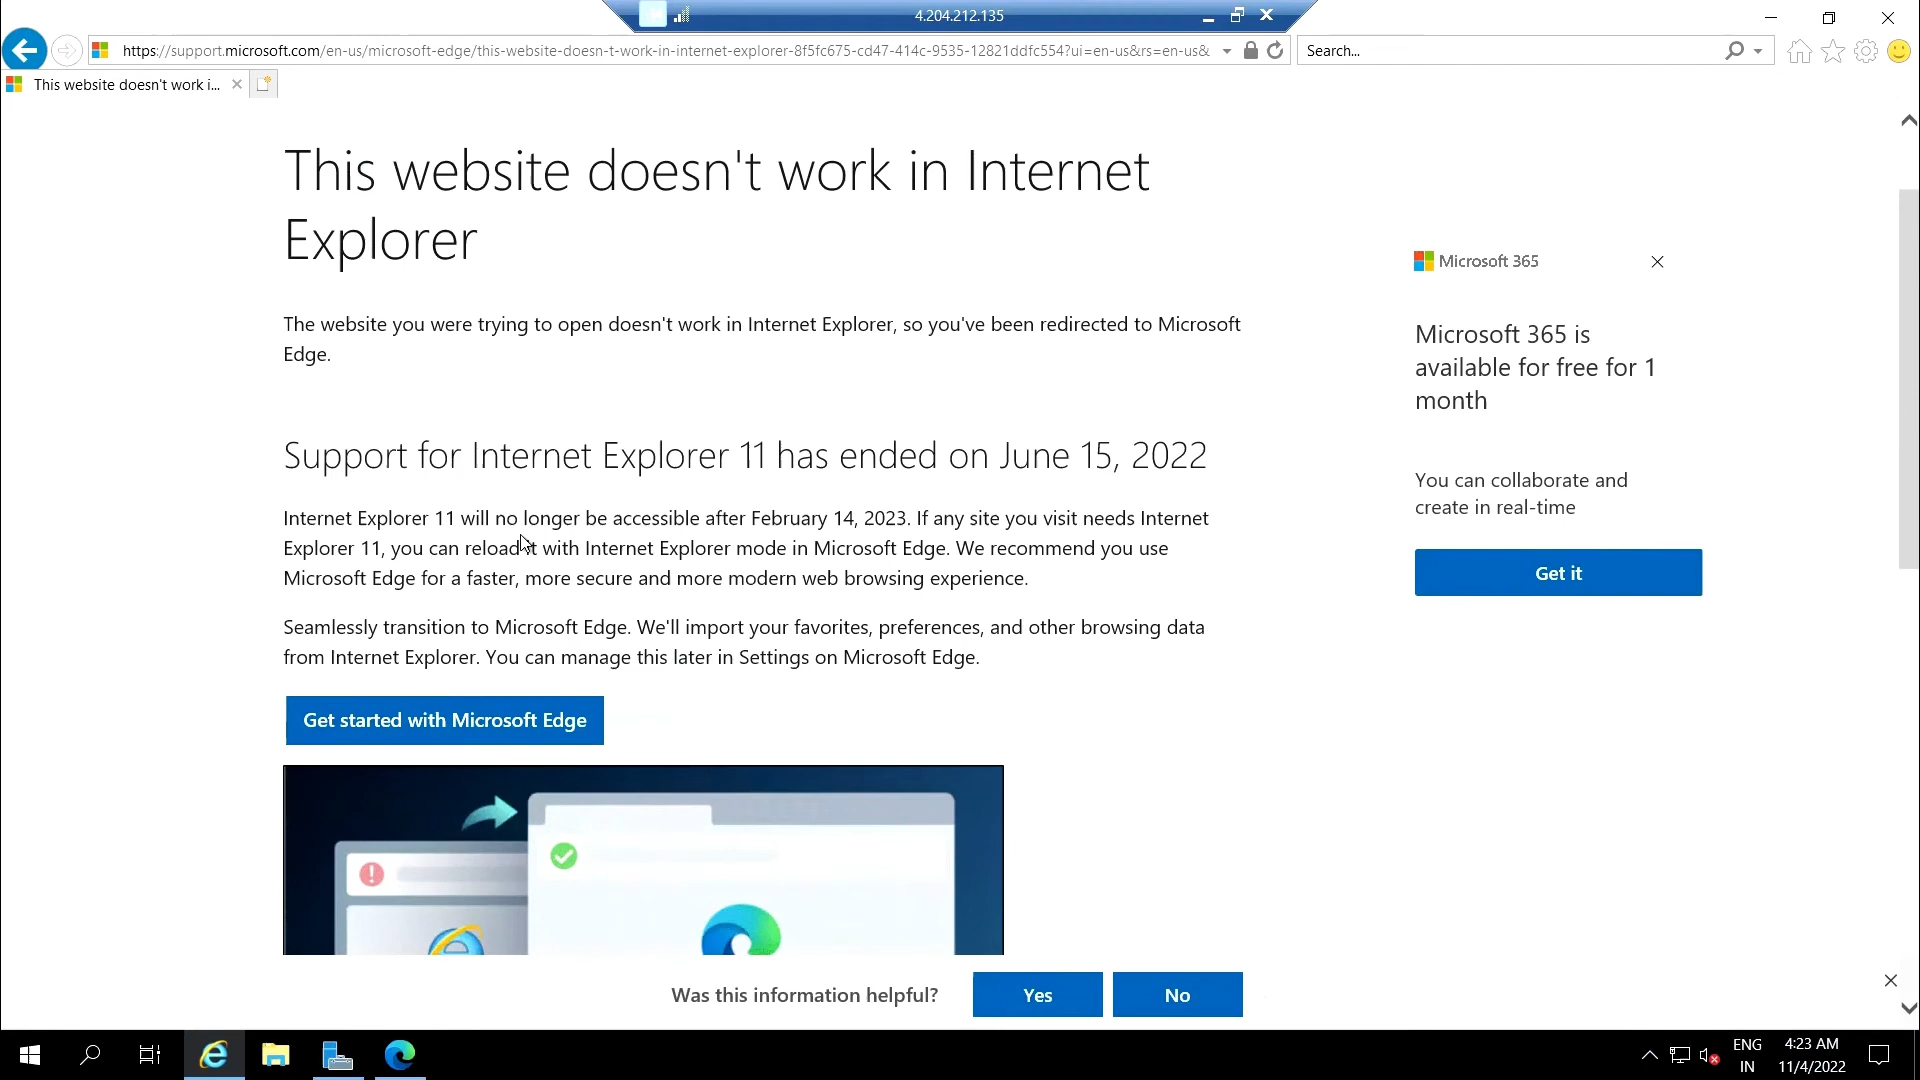 4.204.212.135
https://support.microsoft.com/en-us/microsoft-edge/this-website-doesn-t-work-in-internet-explorer-8f5fc675-cd47-414c-9535-12821ddfc554?ui=en-us&rs=en-us&
Search...
This website doesn't work i...
This website doesn't work in Internet
Explorer
The website you were trying to open doesn't work in Internet Explorer, so you've been redirected to Microsoft
Edge.
Support for Internet Explorer 11 has ended on June 15, 2022
Internet Explorer 11 will no longer be accessible after February 14, 2023. If any site you visit needs Internet
Explorer 11, you can reload it with Internet Explorer mode in Microsoft Edge. We recommend you use
Microsoft Edge for a faster, more secure and more modern web browsing experience.
Seamlessly transition to Microsoft Edge. We'll import your favorites, preferences, and other browsing data
from Internet Explorer. You can manage this later in Settings on Microsoft Edge.
Get started with Microsoft Edge
Microsoft 365
Microsoft 365 is
available for free for 1
month
You can collaborate and
create in real-time
Get it
Was this information helpful?
Yes
No
ENG
IN
4:23 AM
11/4/2022